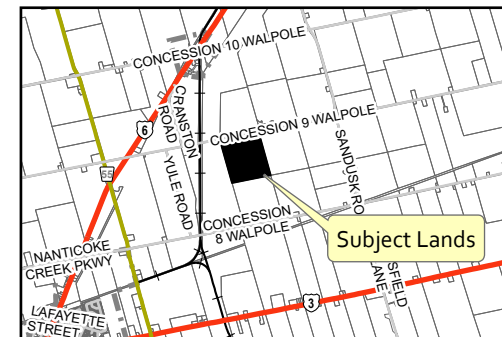 CONCESSION 10 WALPOLE
CRANSTON
ROAD
6
CONCESSION 9 WALPOLE
55
YULE ROAD
SANDUSK RO
CONCESSION
8 WALPOLE
Subject Lands
NANTICOKE
CREEK PKWY
SFIELD
LANE
3
LAFAYETTE
STREET